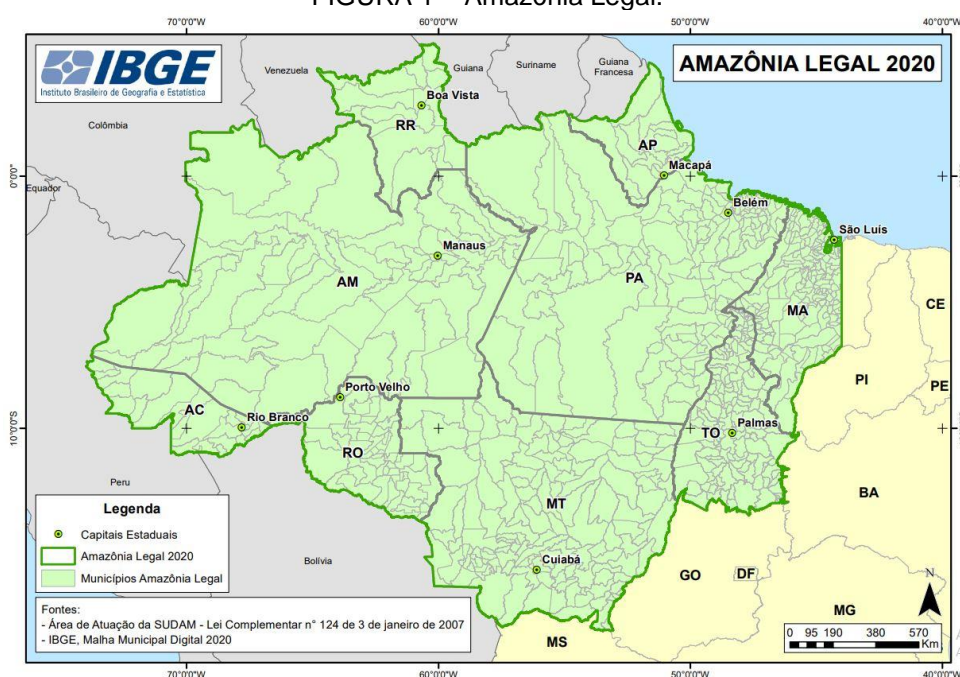 FIGURA 1 – Amazônia Legal.
70°0'0"W
60°0'0"W
50°0'0"W
40°0'0"W
IBGE
Instituto Brasileiro de Geografia e Estatística
AMAZÔNIA LEGAL 2020
Venezuela
Guiana
Suriname
Guiana
Francesa
Colômbia
Boa Vista
RR
AP
Macapá
0°0'0"
Equador
Belém
São Luís
Manaus
AM
PA
MA
CE
PI
PE
Porto Velho
AC
Rio Branco
TO
Palmas
RO
Peru
BA
MT
Legenda
Capitais Estaduais
Amazônia Legal 2020
Municípios Amazônia Legal
Bolívia
Cuiabá
GO
DF
N
MG
MS
Fontes:
- Área de Atuação da SUDAM - Lei Complementar n° 124 de 3 de janeiro de 2007
- IBGE, Malha Municipal Digital 2020
0 95 190 380 570
Km
70°0'0"W
60°0'0"W
50°0'0"W
40°0'0"W